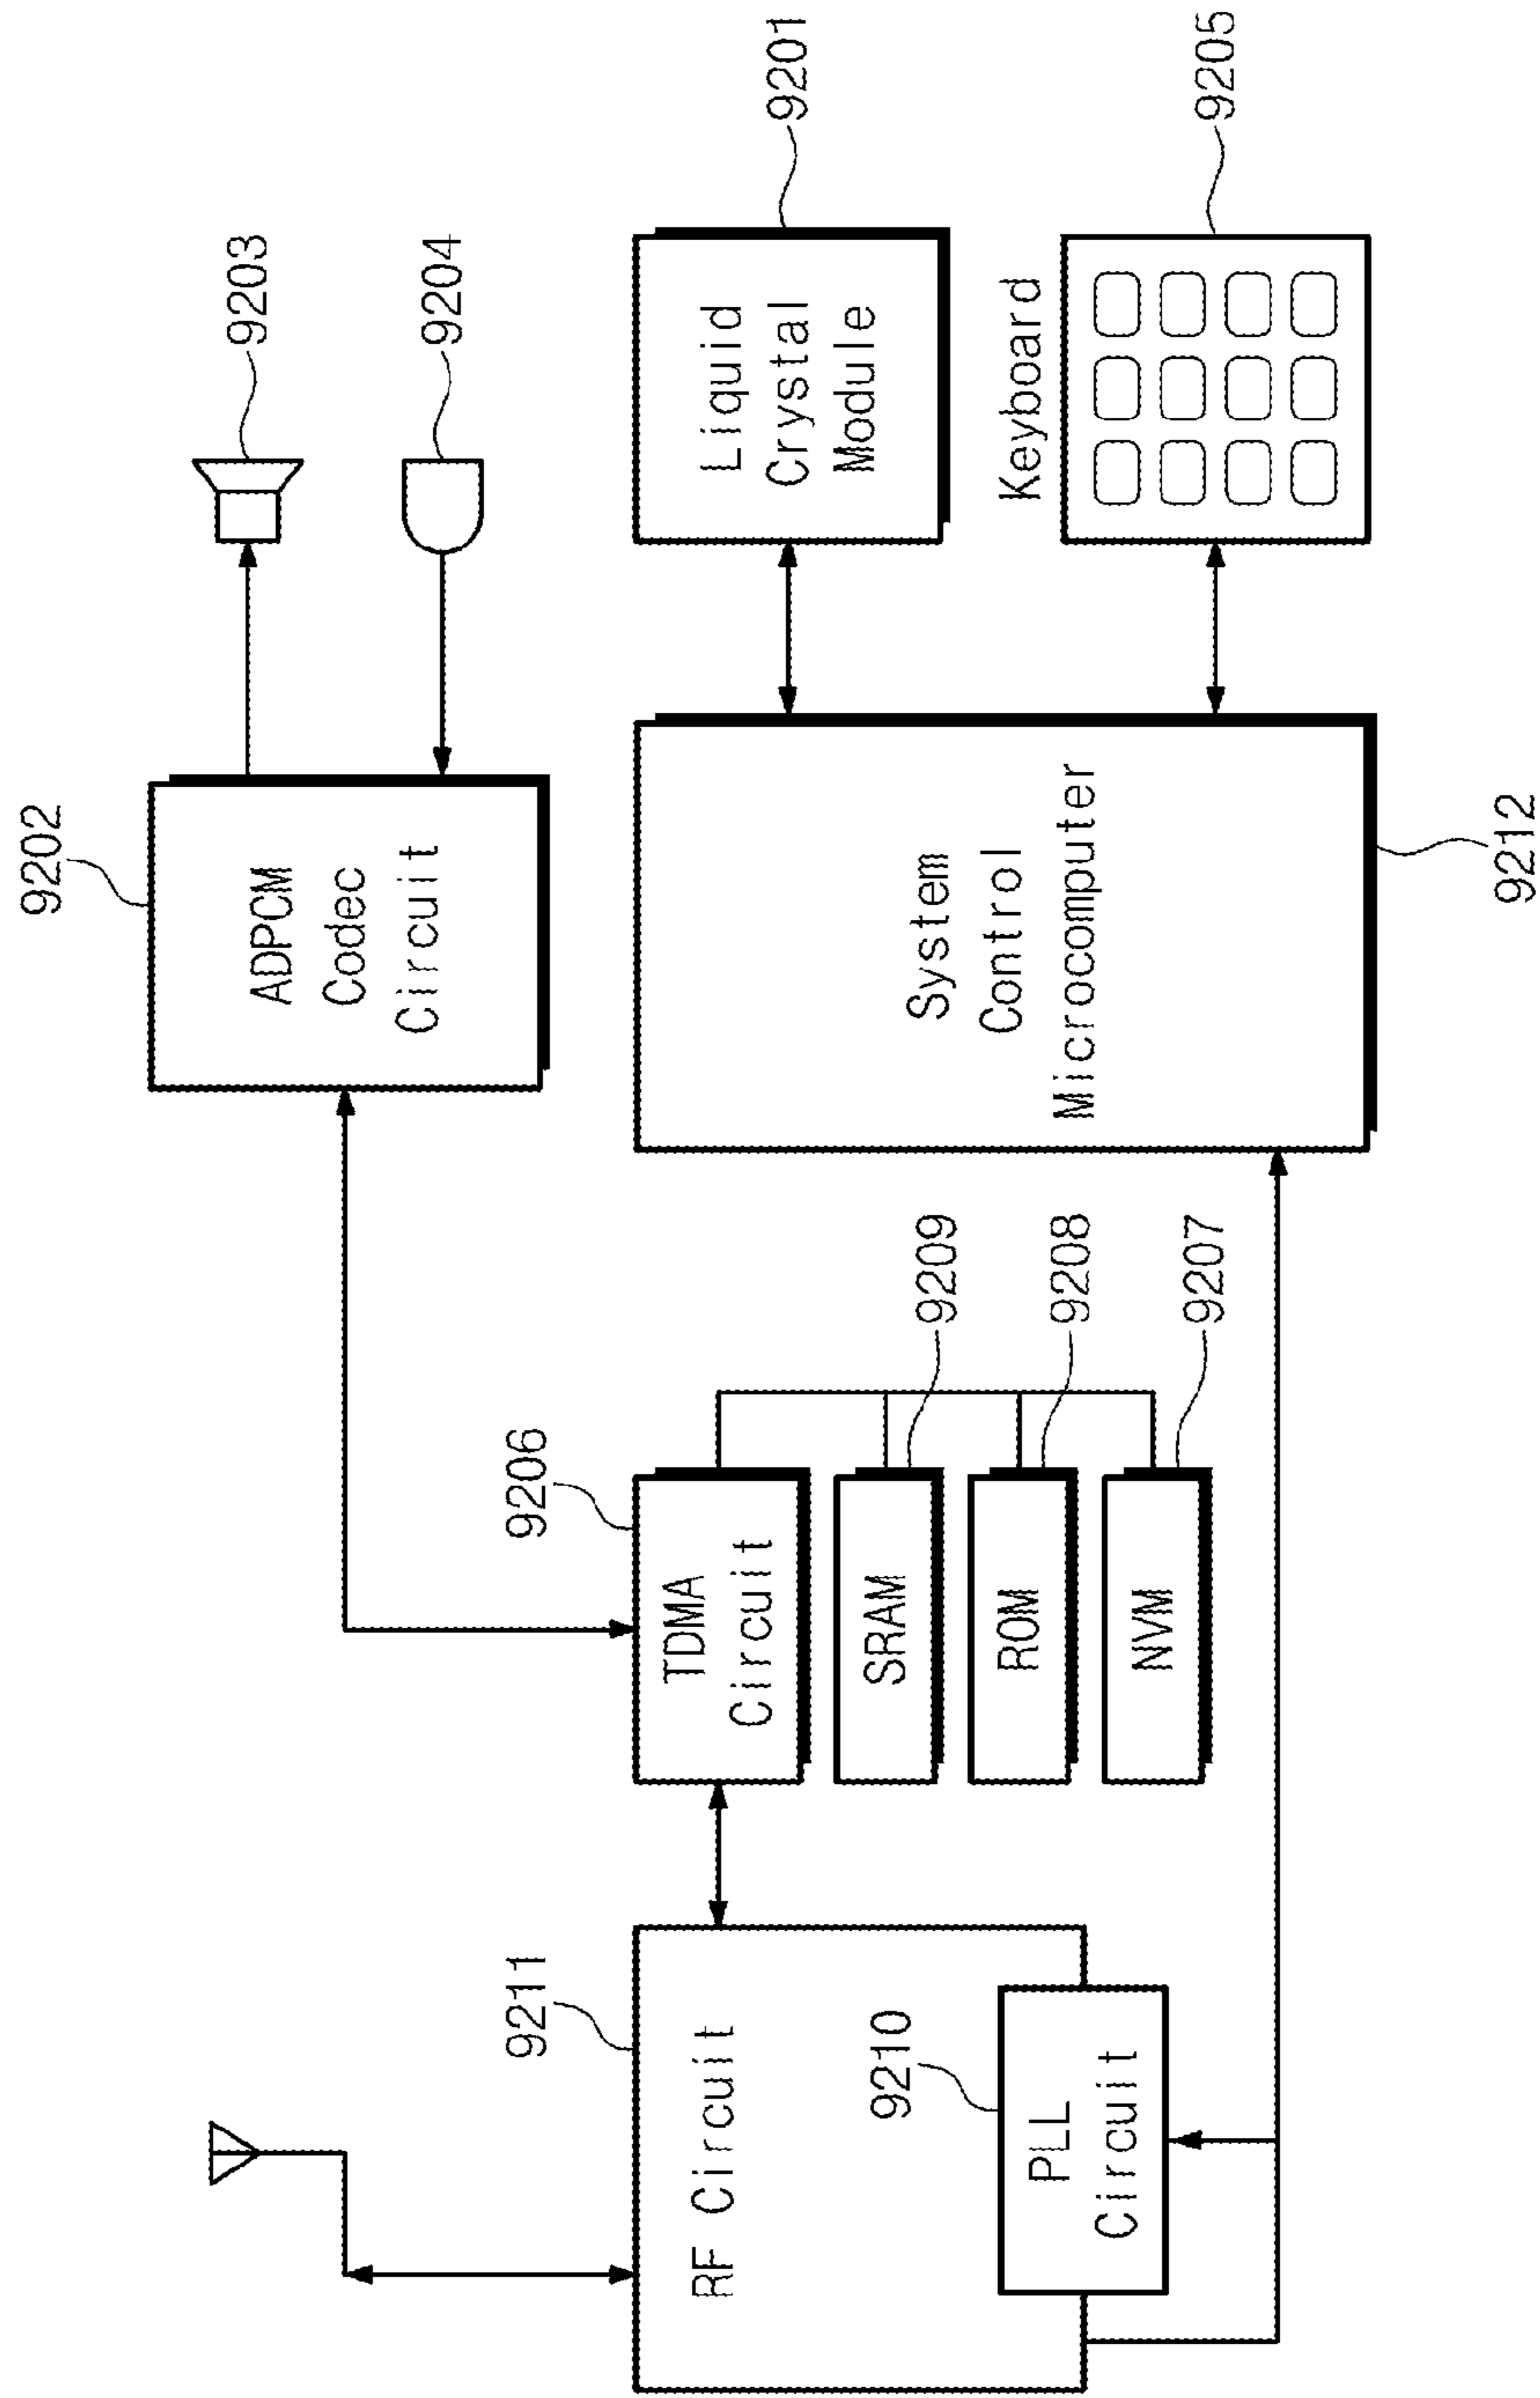 9202
ADPCM
Codec
Circuit
9203
9204
9211
RF Circuit
9210
PLL
Circuit
9206
TDMA
Circuit
SRAM
9209
ROM
9208
NVM
9207
System
Control
Microcomputer
9212
Liquid
Crystal
Module
9201
Keyboard
9205